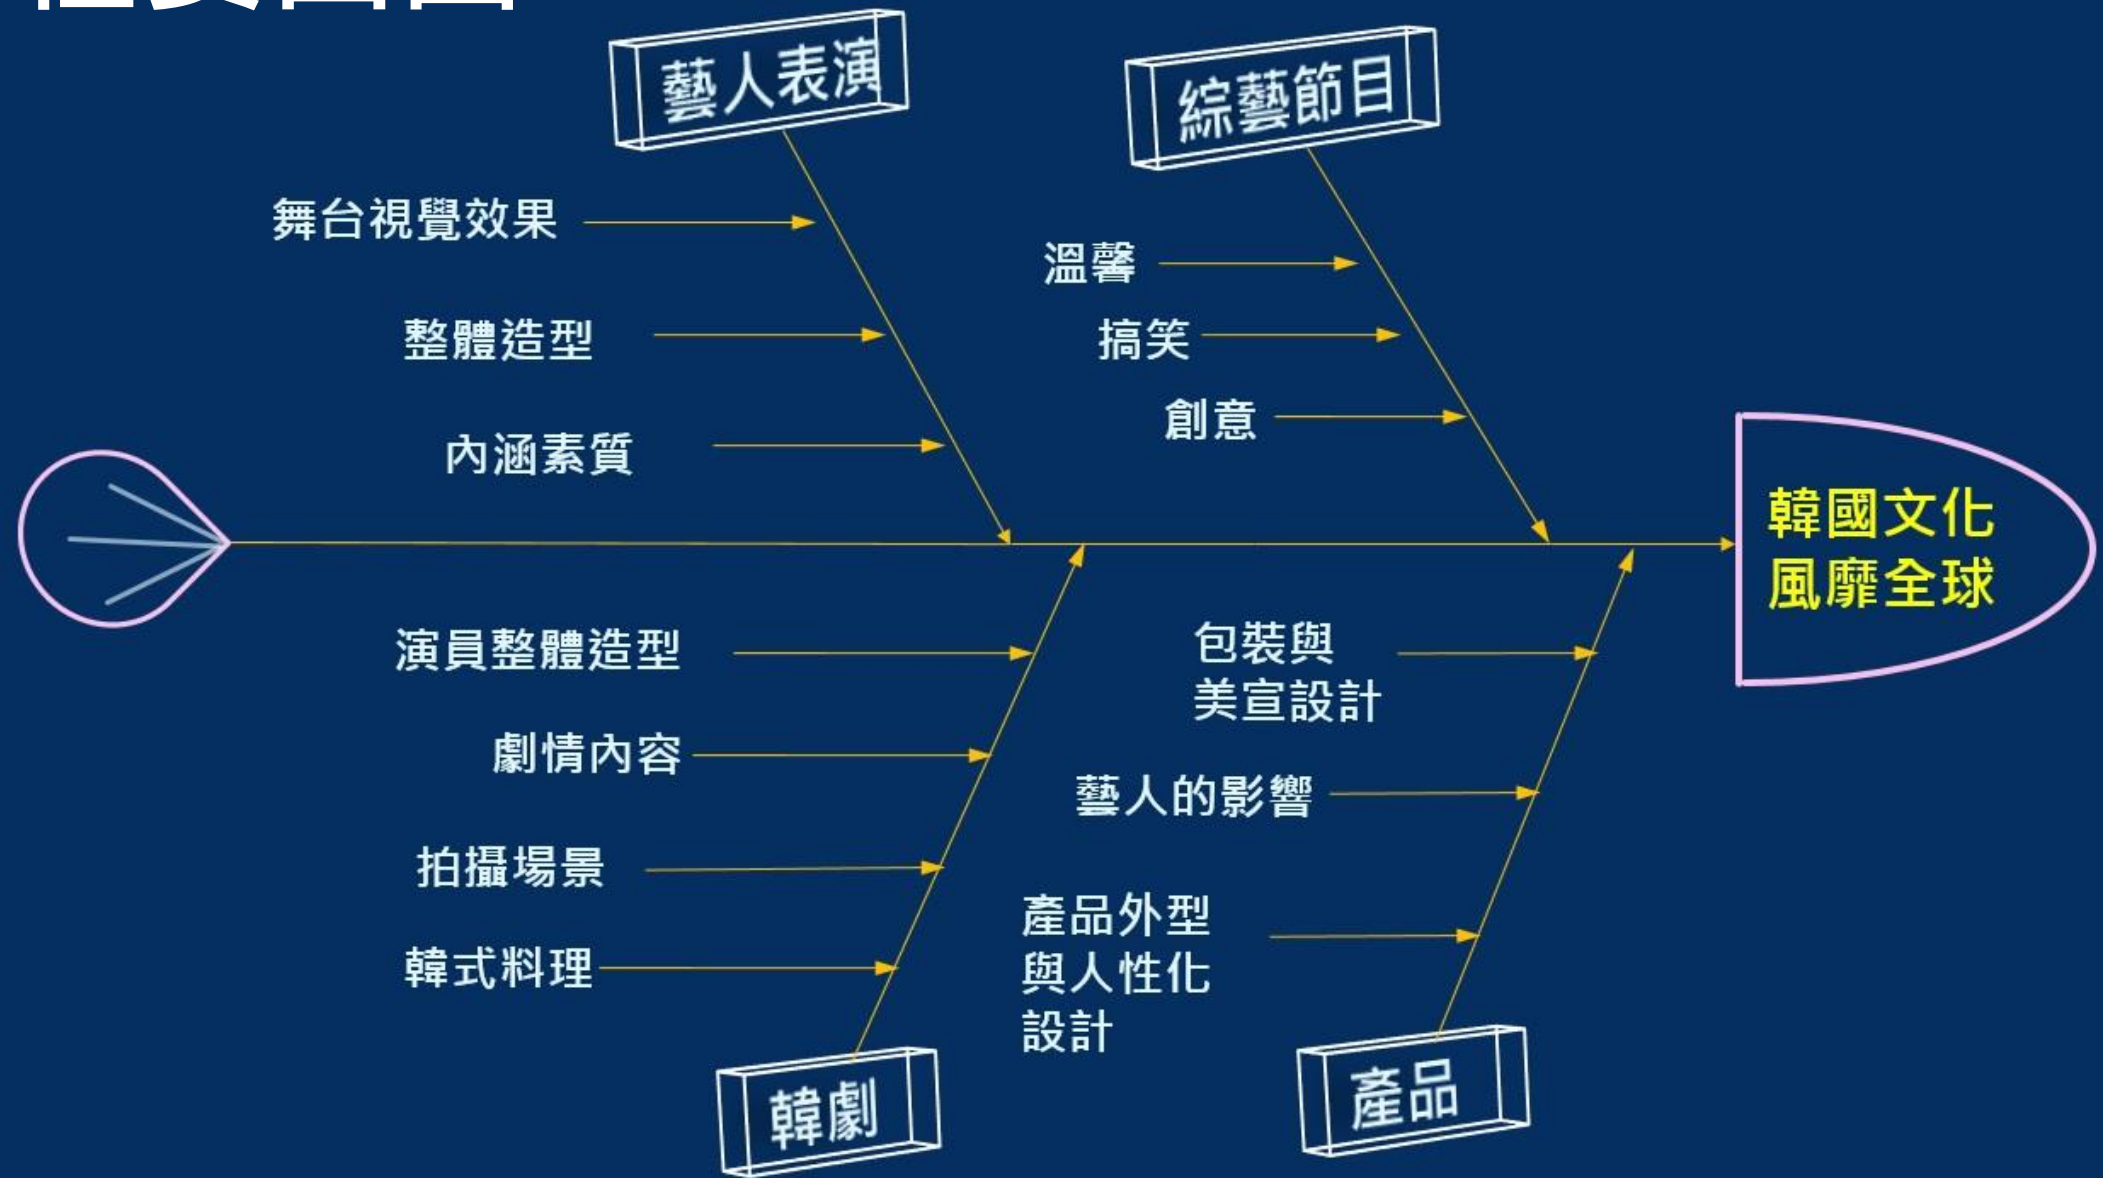 藝人表演
綜藝節目
舞台視覺效果
整體造型
內涵素質
溫馨
搞笑
創意
韓國文化
風靡全球
演員整體造型
劇情內容
拍攝場景
韓式料理
包裝與
美宣設計
藝人的影響
產品外型
與人性化
設計
韓劇
產品